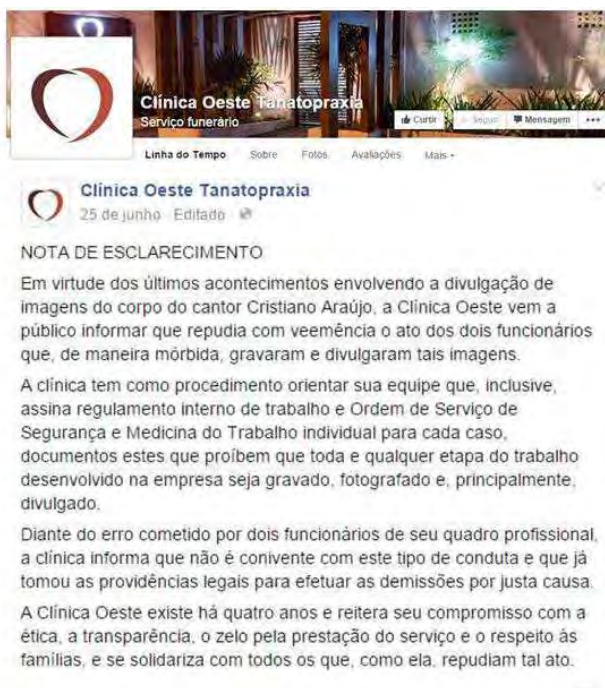 Clínica Oeste Tanatopraxia
Serviço funerário
Curtir Seguir Mensagem •••
Linha do Tempo Sobre Fotos Avaliações Mais
Clínica Oeste Tanatopraxia
25 de junho · Editado ·
NOTA DE ESCLARECIMENTO
Em virtude dos últimos acontecimentos envolvendo a divulgação de
imagens do corpo do cantor Cristiano Araújo, a Clínica Oeste vem a
público informar que repudia com veemência o ato dos dois funcionários
que, de maneira mórbida, gravaram e divulgaram tais imagens.
A clínica tem como procedimento orientar sua equipe que, inclusive,
assina regulamento interno de trabalho e Ordem de Serviço de
Segurança e Medicina do Trabalho individual para cada caso,
documentos estes que proíbem que toda e qualquer etapa do trabalho
desenvolvido na empresa seja gravado, fotografado e, principalmente,
divulgado.
Diante do erro cometido por dois funcionários de seu quadro profissional,
a clínica informa que não é conivente com este tipo de conduta e que já
tomou as providências legais para efetuar as demissões por justa causa.
A Clínica Oeste existe há quatro anos e reitera seu compromisso com a
ética, a transparência, o zelo pela prestação do serviço e o respeito às
famílias, e se solidariza com todos os que, como ela, repudiam tal ato.